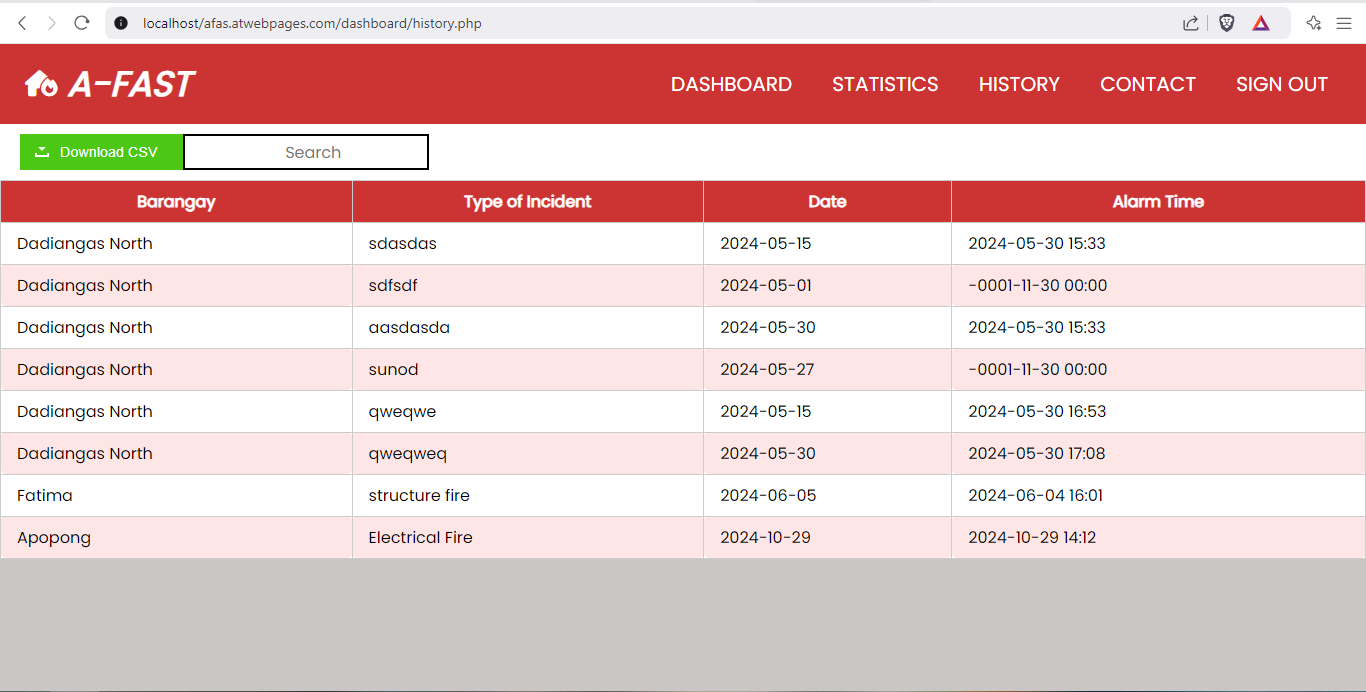 localhost/afas.atwebpages.com/dashboard/history.php
A-FAST DASHBOARD STATISTICS HISTORY CONTACT SIGN OUT
Download CSV Search
Barangay Type of Incident Date Alarm Time
Dadiangas North sdasdas 2024-05-15 2024-05-30 15:33
Dadiangas North sdfsdf 2024-05-01 -0001-11-30 00:00
Dadiangas North aasdasda 2024-05-30 2024-05-30 15:33
Dadiangas North sunod 2024-05-27 -0001-11-30 00:00
Dadiangas North qweqwe 2024-05-15 2024-05-30 16:53
Dadiangas North qweqweq 2024-05-30 2024-05-30 17:08
Fatima structure fire 2024-06-05 2024-06-04 16:01
Apopong Electrical Fire 2024-10-29 2024-10-29 14:12